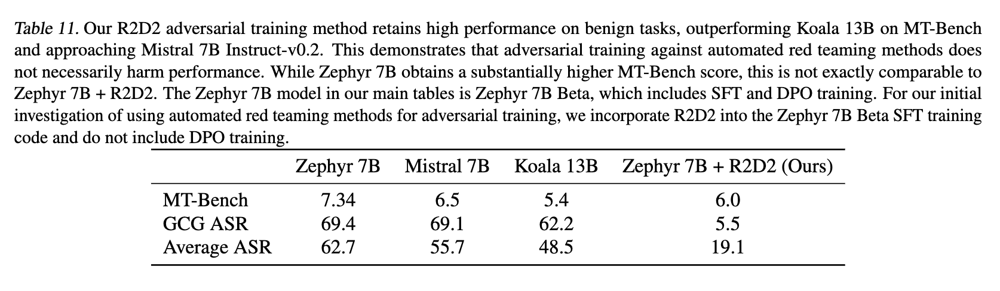 Table 11. Our R2D2 adversarial training method retains high performance on benign tasks, outperforming Koala 13B on MT-Bench
and approaching Mistral 7B Instruct-v0.2. This demonstrates that adversarial training against automated red teaming methods does
not necessarily harm performance. While Zephyr 7B obtains a substantially higher MT-Bench score, this is not exactly comparable to
Zephyr 7B + R2D2. The Zephyr 7B model in our main tables is Zephyr 7B Beta, which includes SFT and DPO training. For our initial
investigation of using automated red teaming methods for adversarial training, we incorporate R2D2 into the Zephyr 7B Beta SFT training
code and do not include DPO training.
Zephyr 7B Mistral 7B Koala 13B Zephyr 7B + R2D2 (Ours)
MT-Bench 7.34 6.5 5.4 6.0
GCG ASR 69.4 69.1 62.2 5.5
Average ASR 62.7 55.7 48.5 19.1